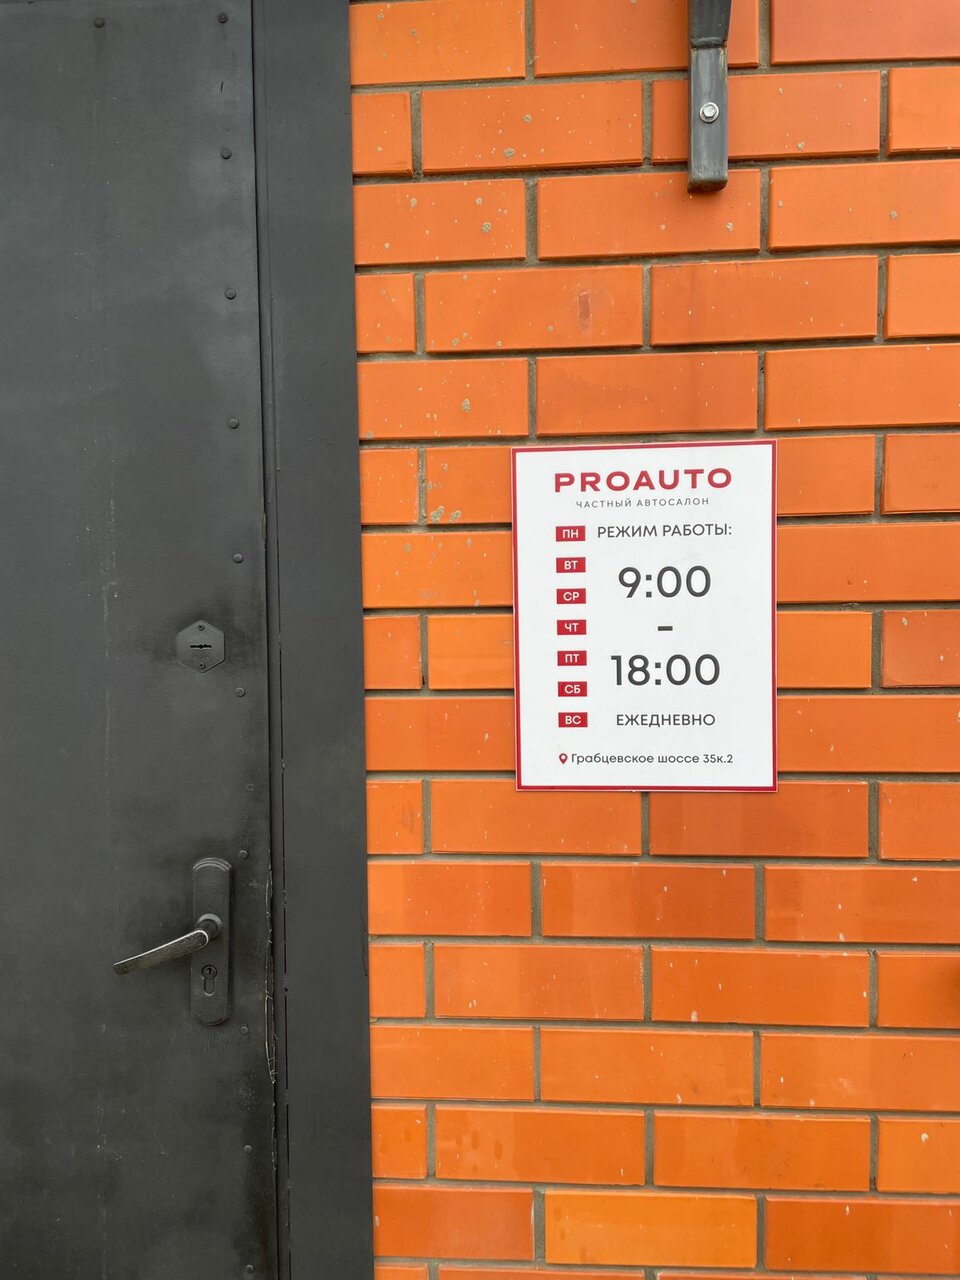 PROAUTO
ЧАСТНЫЙ АВТОСАЛОН
ПН РЕЖИМ РАБОТЫ:
ВТ
9:00
СР
ЧТ –
ПТ
18:00
СБ
ВС ЕЖЕДНЕВНО
Грабцевское шоссе 35к.2